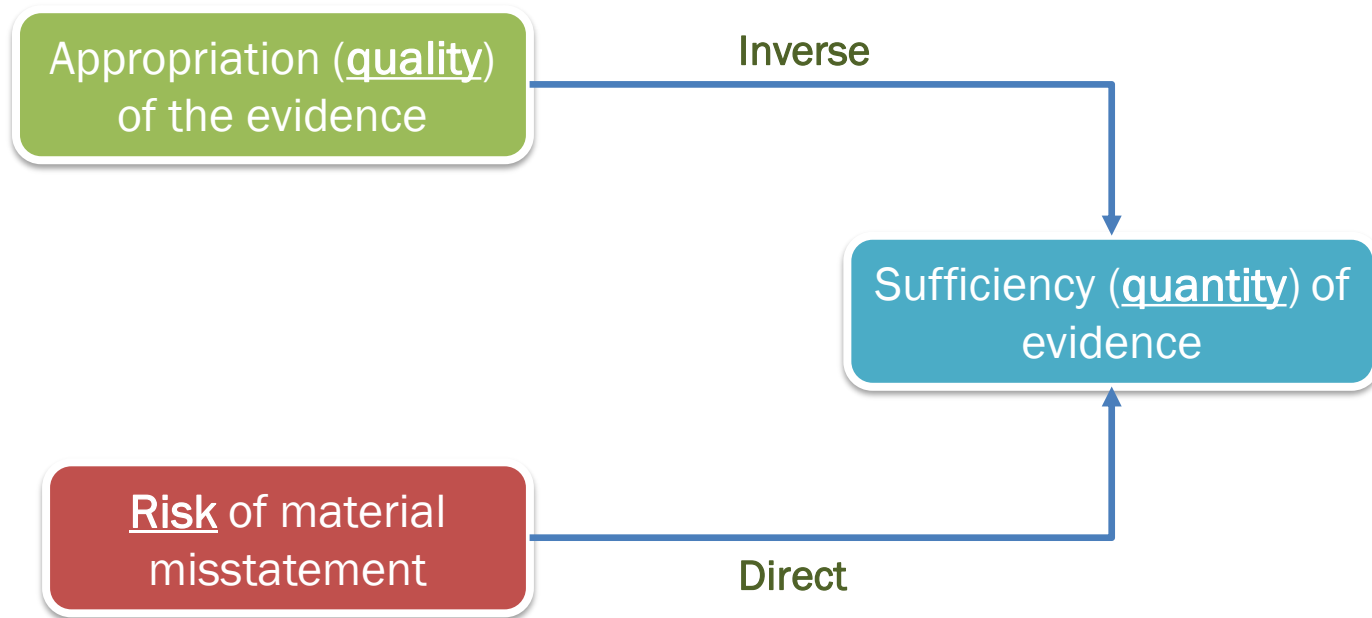 Appropriation (quality)
of the evidence
Inverse
Sufficiency (quantity) of
evidence
Risk of material
misstatement
Direct